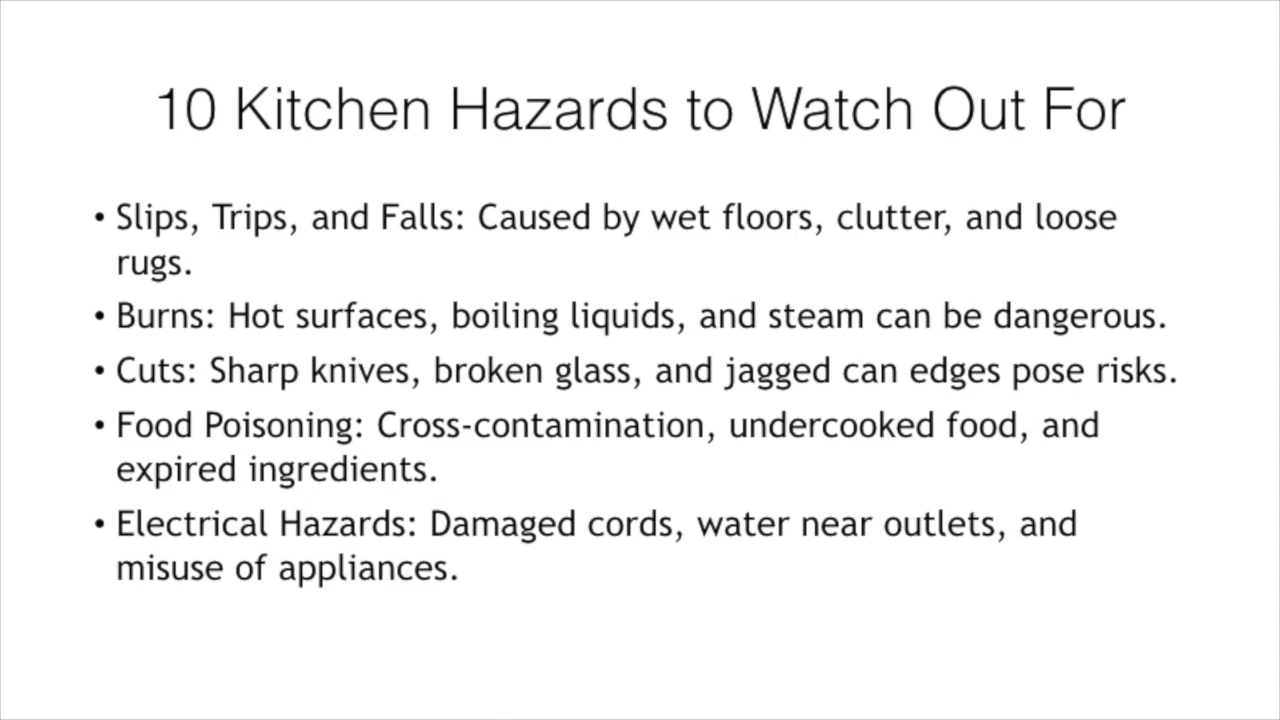 10 Kitchen Hazards to Watch Out For
• Slips, Trips, and Falls: Caused by wet floors, clutter, and loose
rugs.
• Burns: Hot surfaces, boiling liquids, and steam can be dangerous.
• Cuts: Sharp knives, broken glass, and jagged can edges pose risks.
• Food Poisoning: Cross-contamination, undercooked food, and
expired ingredients.
• Electrical Hazards: Damaged cords, water near outlets, and
misuse of appliances.